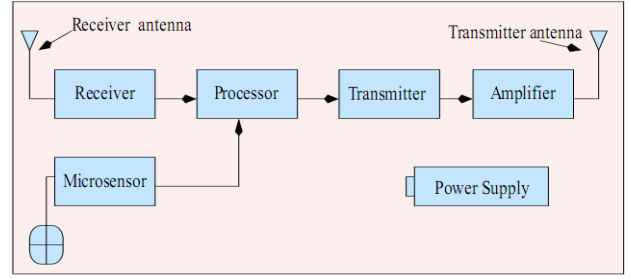 Receiver antenna
Transmitter antenna
Receiver
Processor
Transmitter
Amplifier
Microsensor
Power Supply